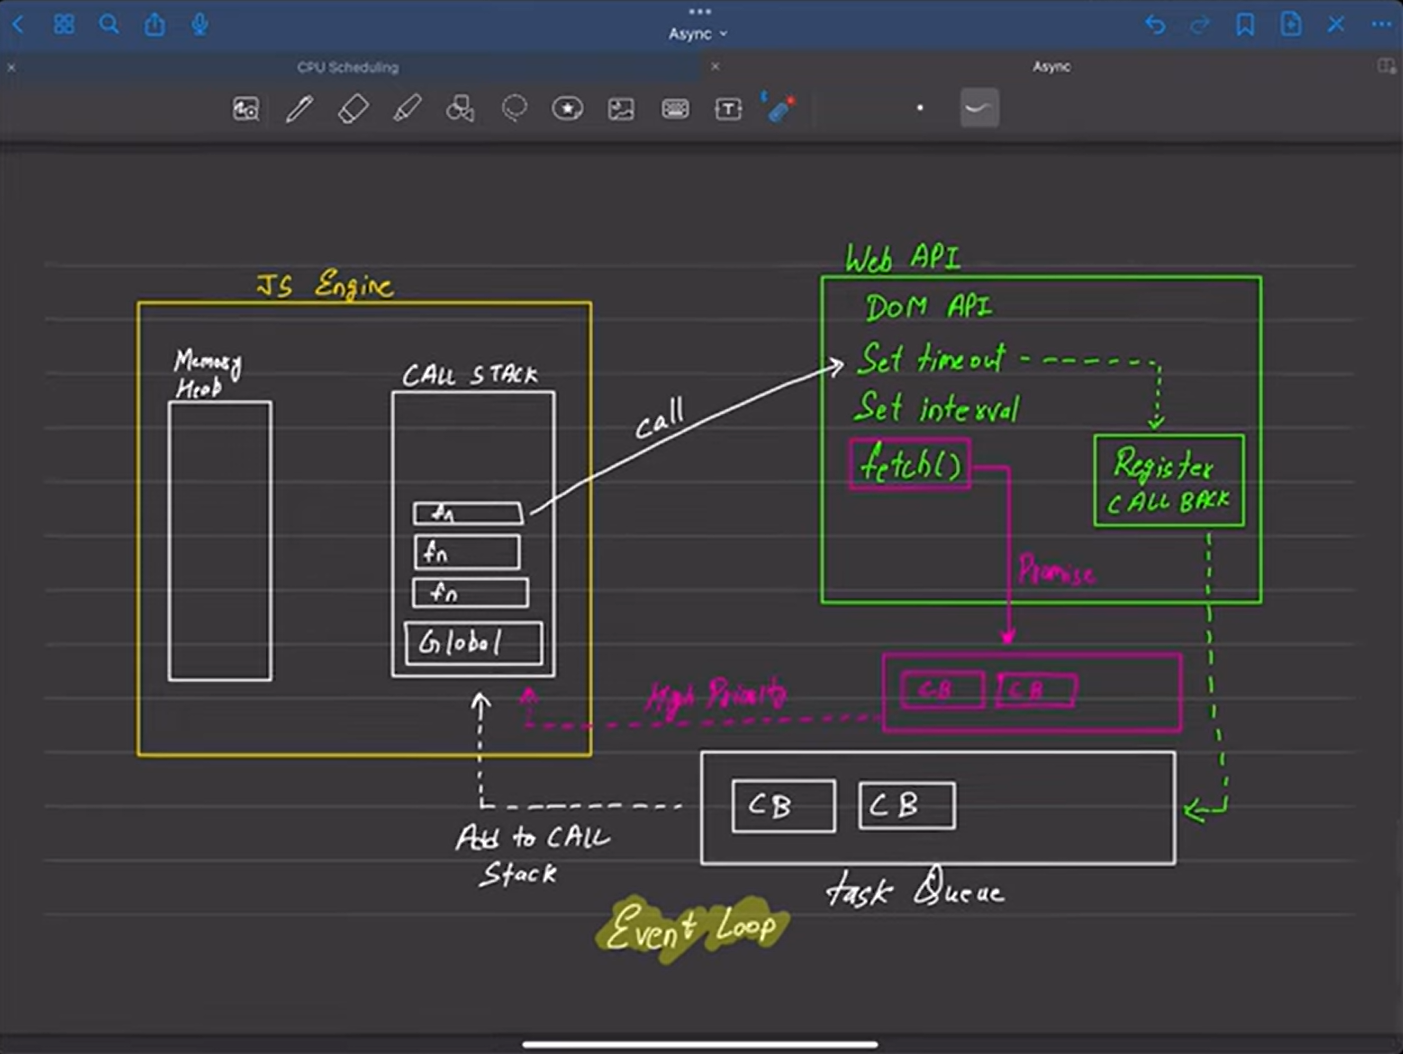 Async
CPU Scheduling
Async
T
Web API
JS Engine
DOM API
Memory
Heap
CALL STACK
Set timeout
call
Set interval
fetch()
Register
CALL BACK
fn
fn
fn
Promise
Global
High Priority
CB CB
CB CB
Add to CALL
Stack
task Queue
Event Loop